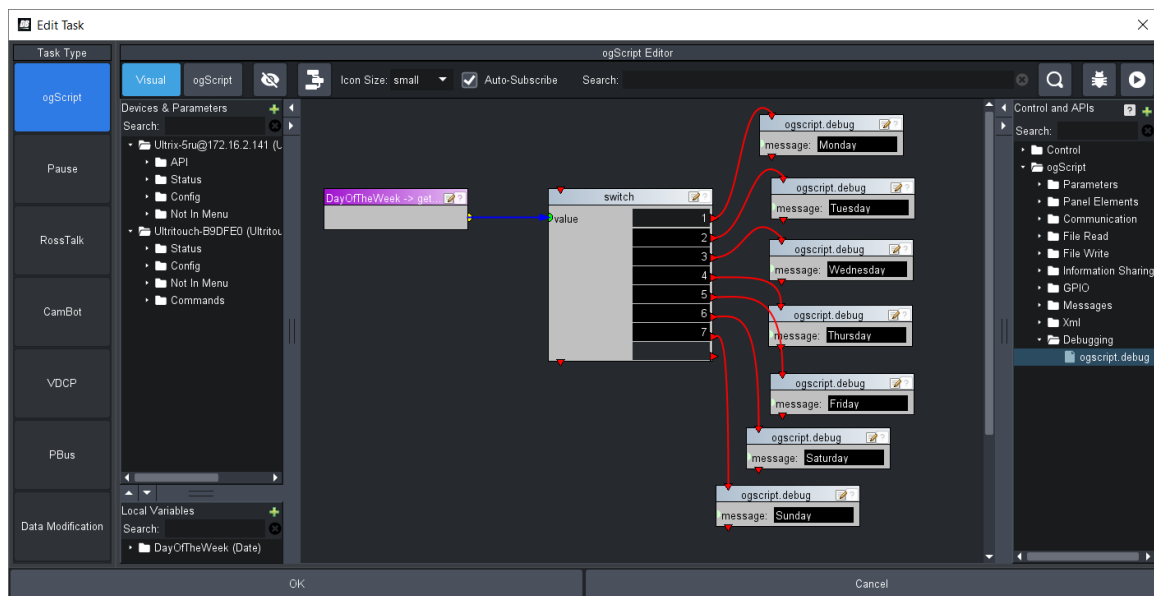 Edit Task
Task Type
ogScript Editor
ogScript
Pause
RossTalk
CamBot
VDCP
PBus
Data Modification
Visual
ogScript
Icon Size: small
Auto-Subscribe
Search:
Devices & Parameters
Search:
Ultrix-5ru@172.16.2.141 (U
API
Status
Config
Not In Menu
Ultritouch-B9DFE0 (Ultritou
Status
Config
Not In Menu
Commands
Local Variables
Search:
DayOfTheWeek (Date)
DayOfTheWeek -> get...
switch
value
1
2
3
4
5
6
7
ogscript.debug
message: Monday
ogscript.debug
message: Tuesday
ogscript.debug
message: Wednesday
ogscript.debug
message: Thursday
ogscript.debug
message: Friday
ogscript.debug
message: Saturday
ogscript.debug
message: Sunday
Control and APIs
Search:
Control
ogScript
Parameters
Panel Elements
Communication
File Read
File Write
Information Sharing
GPIO
Messages
Xml
Debugging
ogscript.debug
OK
Cancel